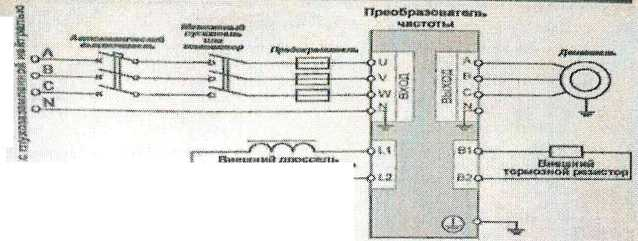 Преобразователь
частоты
Магнитный
пускатель
или
контактор
Автоматический
выключатель
Предохранитель
Двигатель
с глухозаземленной нейтралью
A
B
C
N
U
V
W
N
ВХОД
ВЫХОД
A
B
C
N
L1
L2
Внешний дроссель
B1
B2
Внешний
тормозной резистор